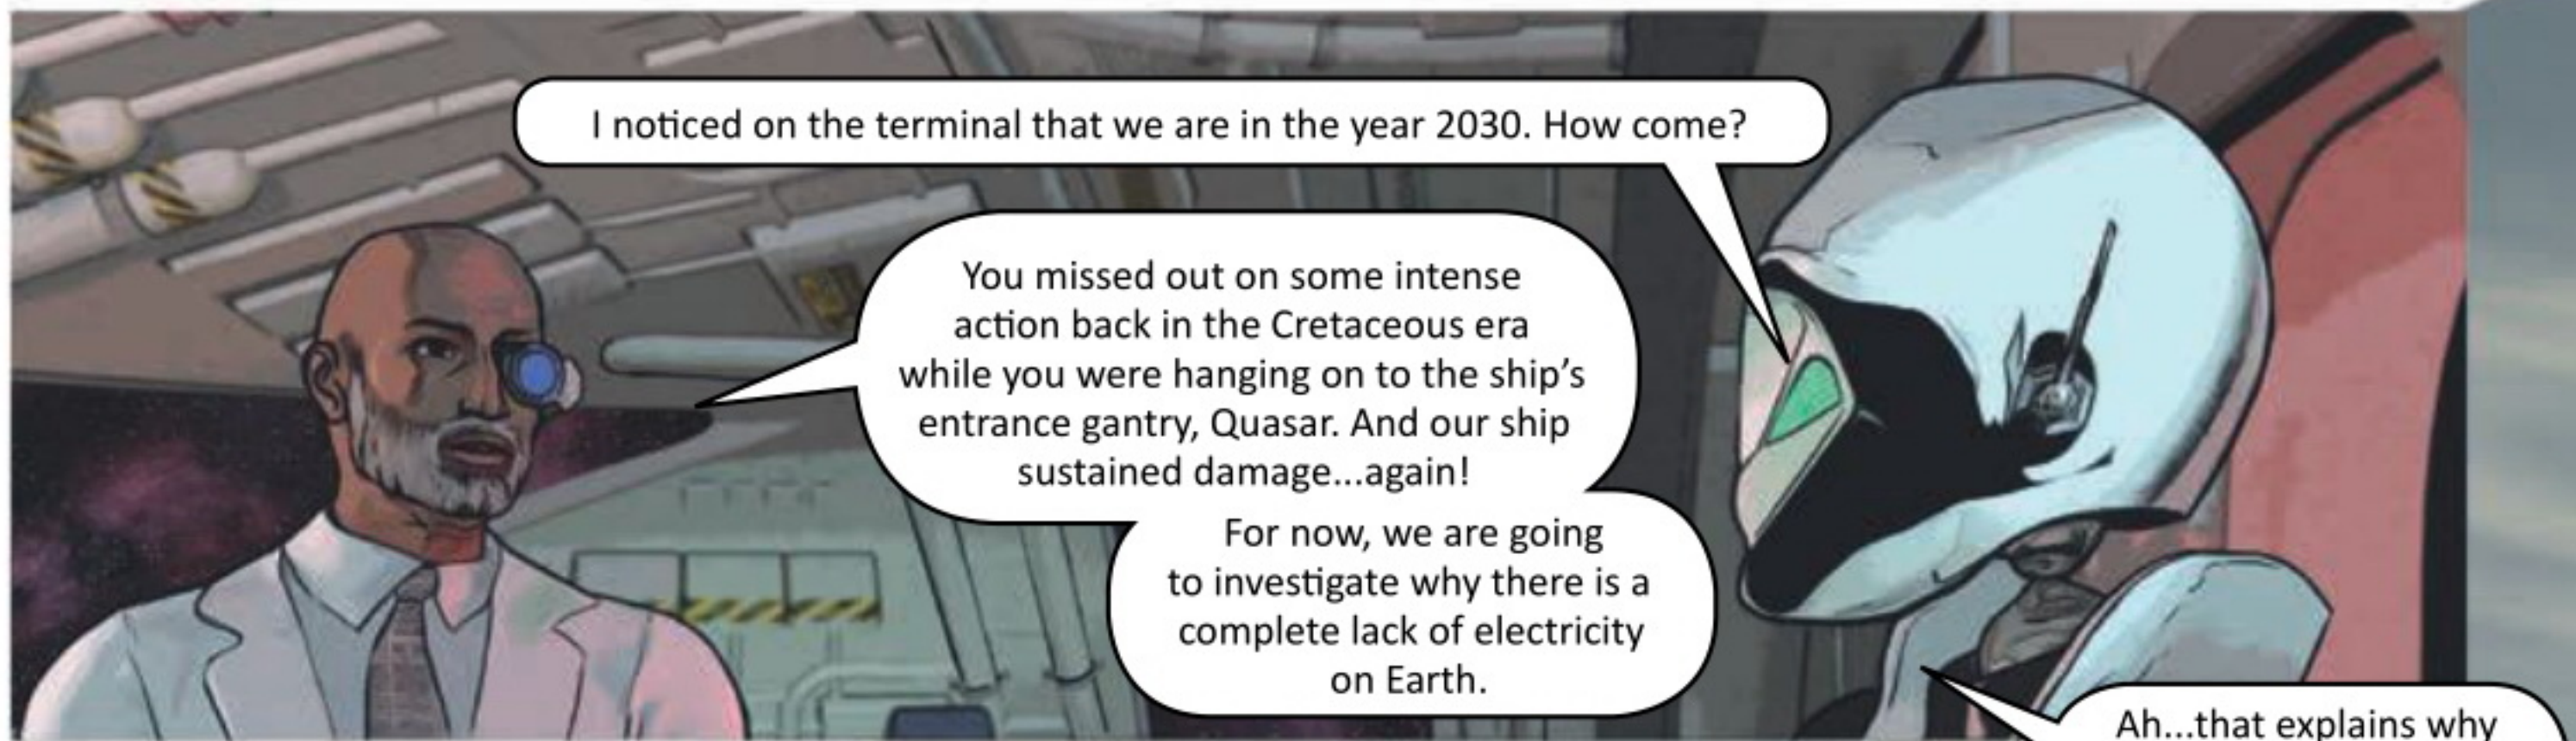 I noticed on the terminal that we are in the year 2030. How come?
You missed out on some intense
action back in the Cretaceous era
while you were hanging on to the ship's
entrance gantry, Quasar. And our ship
sustained damage...again!
For now, we are going
to investigate why there is a
complete lack of electricity
on Earth.
Ah...that explains why